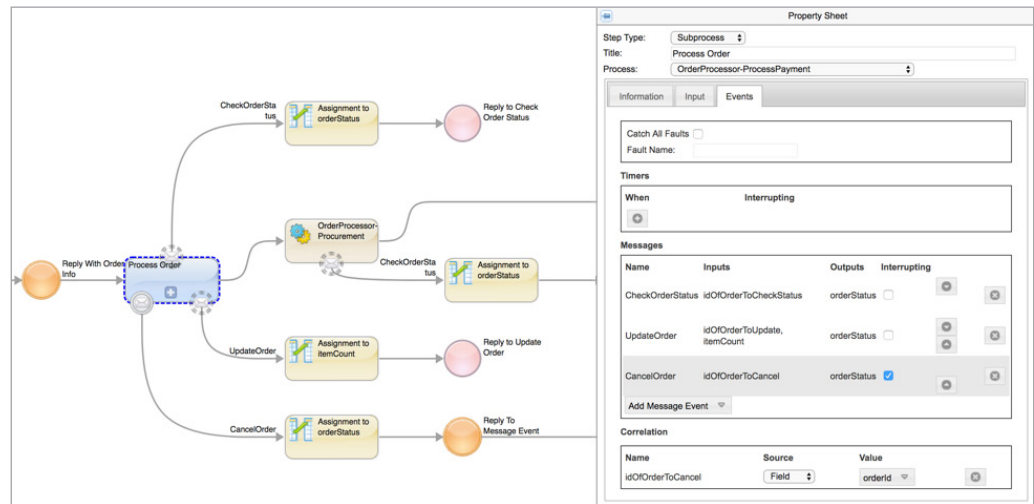 CheckOrderSta
tus
Assignment to
orderStatus
Reply to Check
Order Status
OrderProcessor-
Procurement
Reply With Order
Info
Process Order
CheckOrderSta
tus
Assignment to
orderStatus
UpdateOrder
Assignment to
itemCount
Reply to Update
Order
CancelOrder
Assignment to
orderStatus
Reply To
Message Event
Property Sheet
Step Type: Subprocess
Title: Process Order
Process: OrderProcessor-ProcessPayment
Information Input Events
Catch All Faults
Fault Name:
Timers
When Interrupting
Messages
Name Inputs Outputs Interrupting
CheckOrderStatus idOfOrderToCheckStatus orderStatus
UpdateOrder idOfOrderToUpdate, itemCount orderStatus
CancelOrder idOfOrderToCancel orderStatus
Add Message Event
Correlation
Name Source Value
idOfOrderToCancel Field orderId